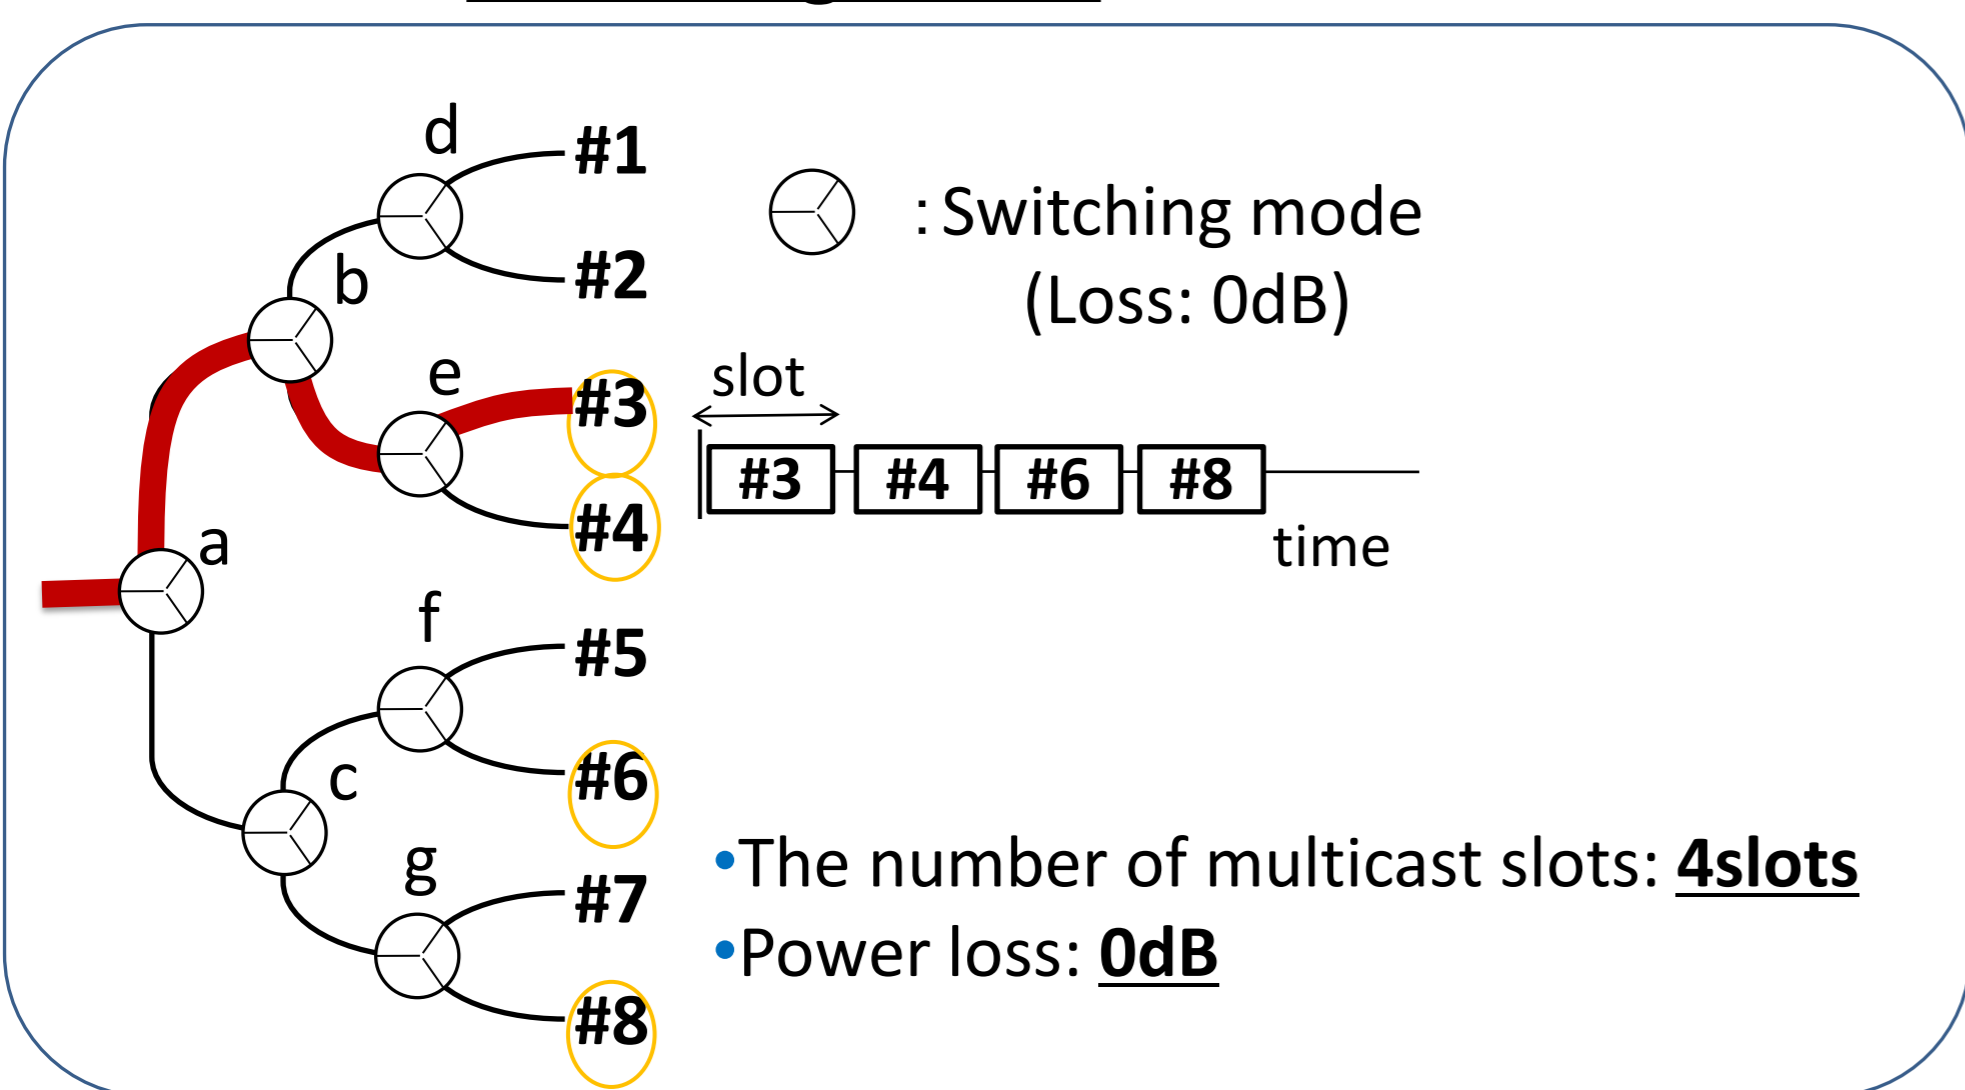 d
#1
#2
b
: Switching mode
(Loss: 0dB)
e
#3
#4
slot
#3 #4 #6 #8
time
a
f
#5
#6
c
g
#7
#8
•The number of multicast slots: 4slots
•Power loss: 0dB